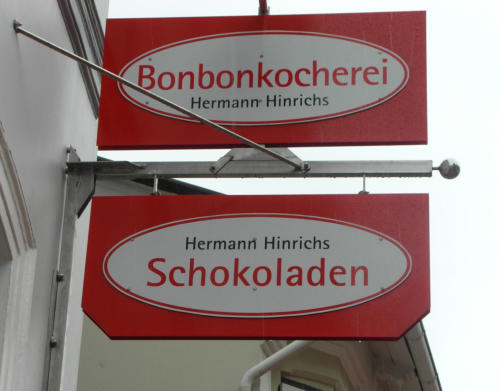 Bonbonkocherei
Hermann Hinrichs
Hermann Hinrichs
Schokoladen